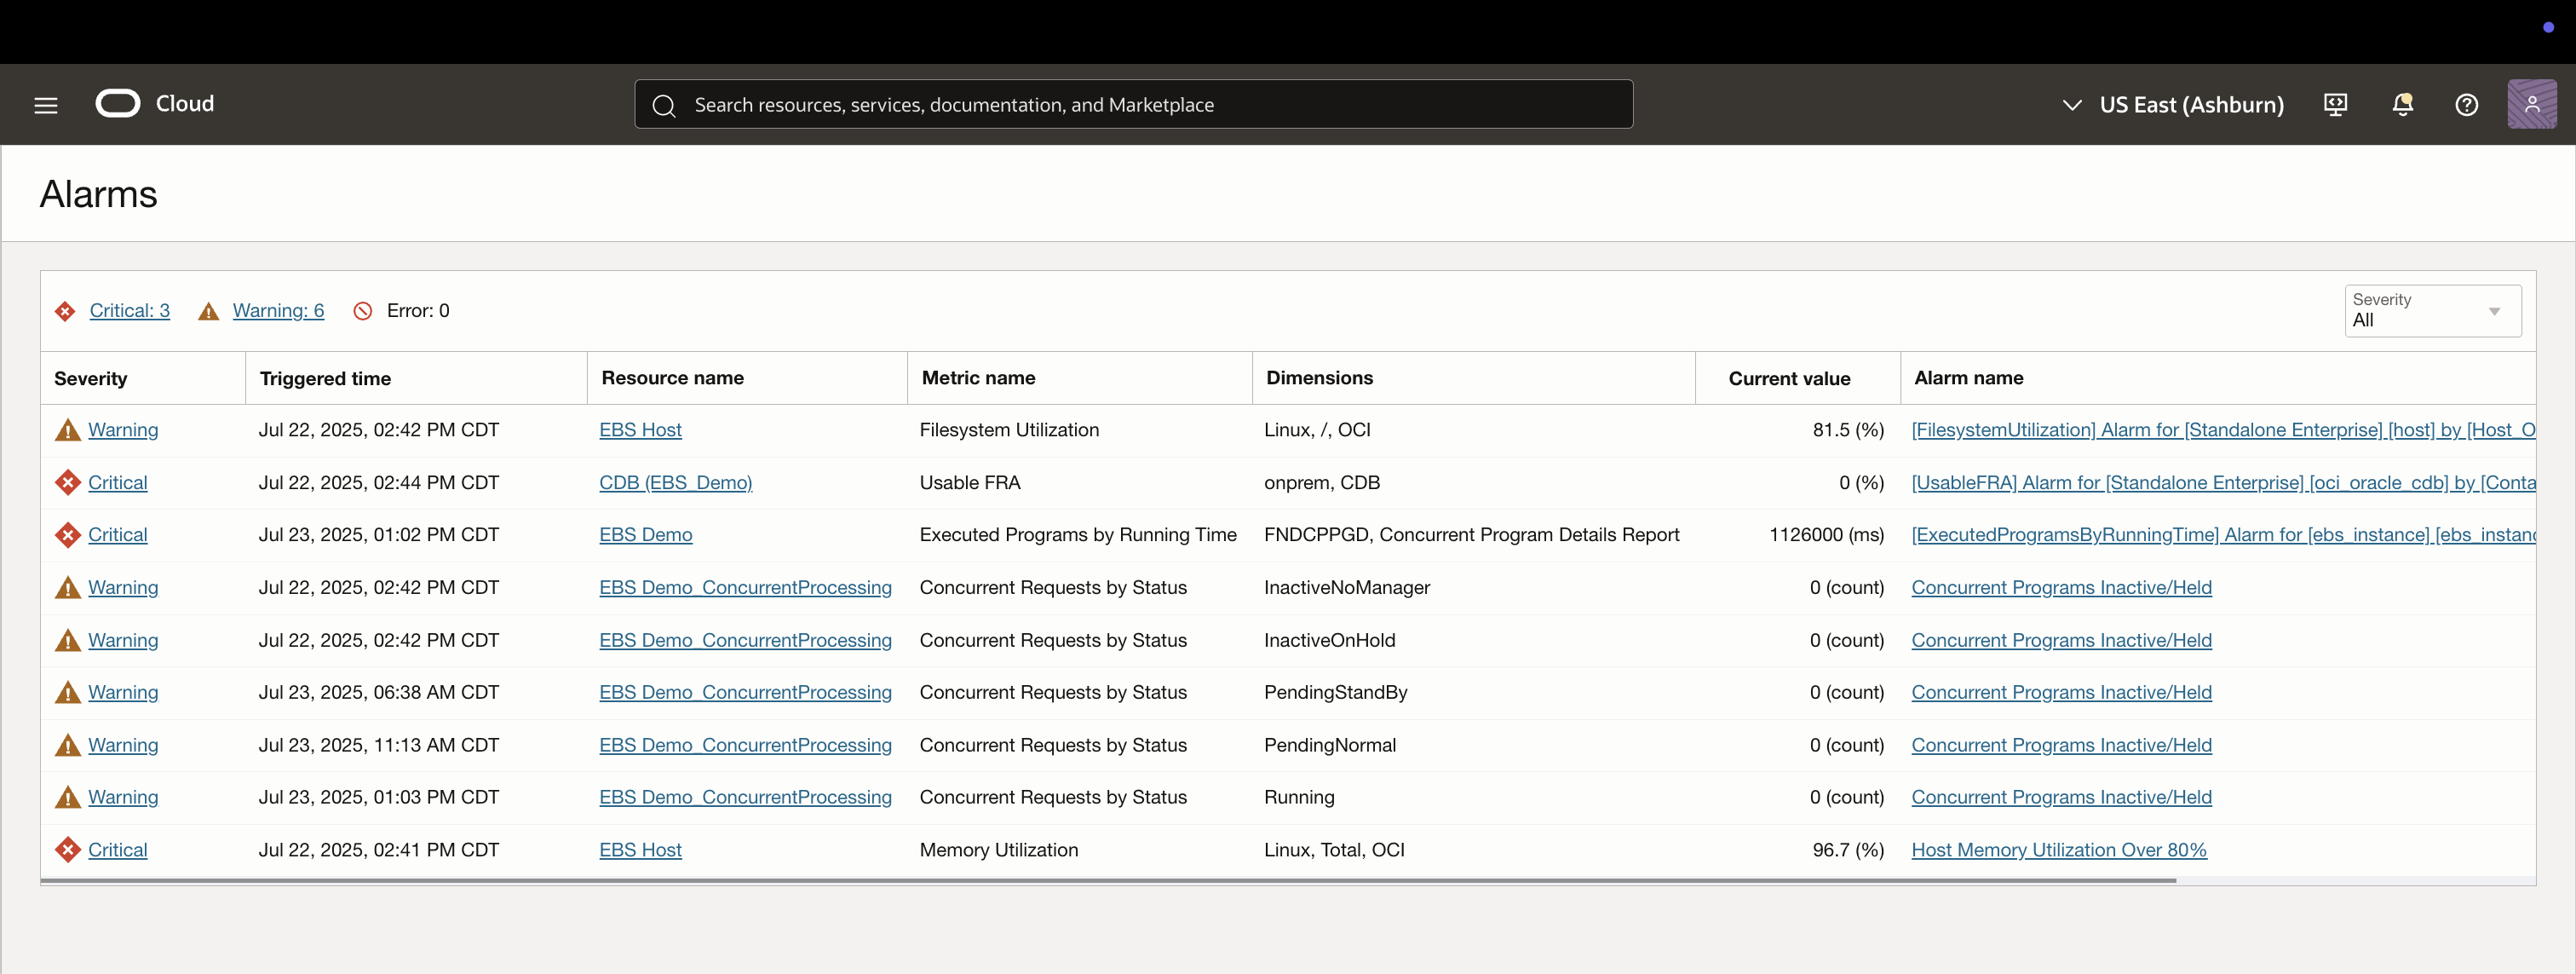 Cloud
Search resources, services, documentation, and Marketplace
US East (Ashburn)
Alarms
Critical: 3 Warning: 6 Error: 0
Severity
All
Severity Triggered time Resource name Metric name Dimensions Current value Alarm name
Warning Jul 22, 2025, 02:42 PM CDT EBS Host Filesystem Utilization Linux, /, OCI 81.5 (%) [FilesystemUtilization] Alarm for [Standalone Enterprise] [host] by [Host_O
Critical Jul 22, 2025, 02:44 PM CDT CDB (EBS_Demo) Usable FRA onprem, CDB 0 (%) [UsableFRA] Alarm for [Standalone Enterprise] [oci_oracle_cdb] by [Conta
Critical Jul 23, 2025, 01:02 PM CDT EBS Demo Executed Programs by Running Time FNDCPPGD, Concurrent Program Details Report 1126000 (ms) [ExecutedProgramsByRunningTime] Alarm for [ebs_instance] [ebs_instanc
Warning Jul 22, 2025, 02:42 PM CDT EBS Demo_ConcurrentProcessing Concurrent Requests by Status InactiveNoManager 0 (count) Concurrent Programs Inactive/Held
Warning Jul 22, 2025, 02:42 PM CDT EBS Demo_ConcurrentProcessing Concurrent Requests by Status InactiveOnHold 0 (count) Concurrent Programs Inactive/Held
Warning Jul 23, 2025, 06:38 AM CDT EBS Demo_ConcurrentProcessing Concurrent Requests by Status PendingStandBy 0 (count) Concurrent Programs Inactive/Held
Warning Jul 23, 2025, 11:13 AM CDT EBS Demo_ConcurrentProcessing Concurrent Requests by Status PendingNormal 0 (count) Concurrent Programs Inactive/Held
Warning Jul 23, 2025, 01:03 PM CDT EBS Demo_ConcurrentProcessing Concurrent Requests by Status Running 0 (count) Concurrent Programs Inactive/Held
Critical Jul 22, 2025, 02:41 PM CDT EBS Host Memory Utilization Linux, Total, OCI 96.7 (%) Host Memory Utilization Over 80%